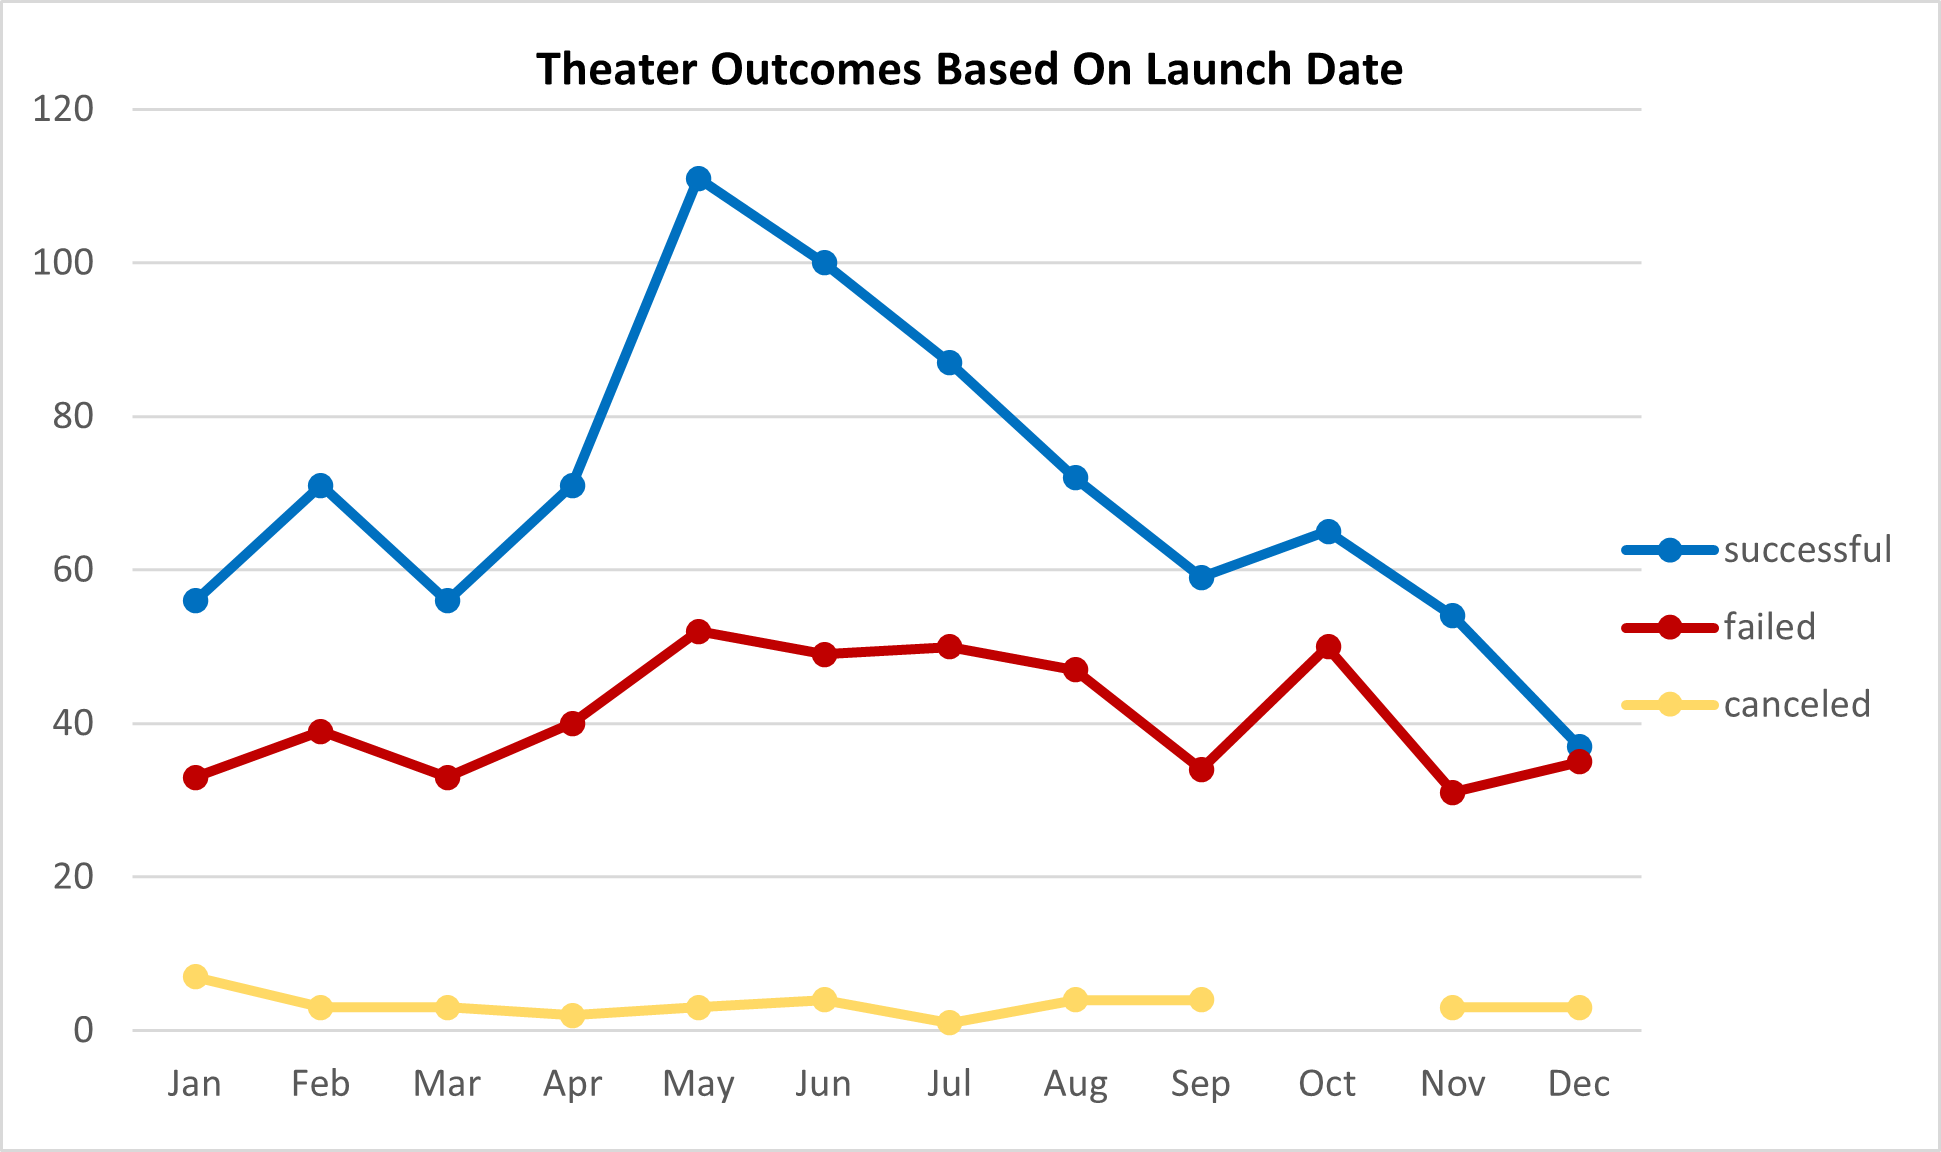 Theater Outcomes Based On Launch Date
120
100
80
60
40
20
0
successful
failed
canceled
Jan Feb Mar Apr May Jun Jul Aug Sep Oct Nov Dec